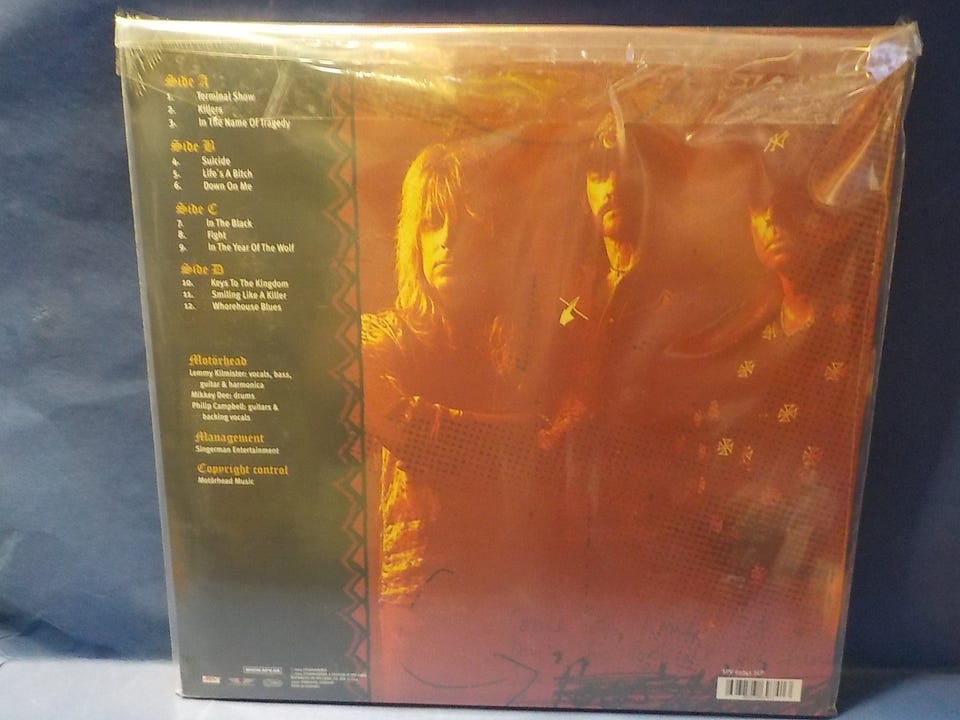 Side A
1. Terminal Show
2. Killers
3. In The Name Of Tragedy
Side B
4. Suicide
5. Life's A Bitch
6. Down On Me
Side C
7. In The Black
8. Fight
9. In The Year Of The Wolf
Side D
10. Keys To The Kingdom
11. Smiling Like A Killer
12. Whorehouse Blues
Motörhead
Lemmy Kilmister: vocals, bass,
guitar & harmonica
Mikkey Dee: drums
Philip Campbell: guitars &
backing vocals
Management
Singerman Entertainment
Copyright control
Motörhead Music